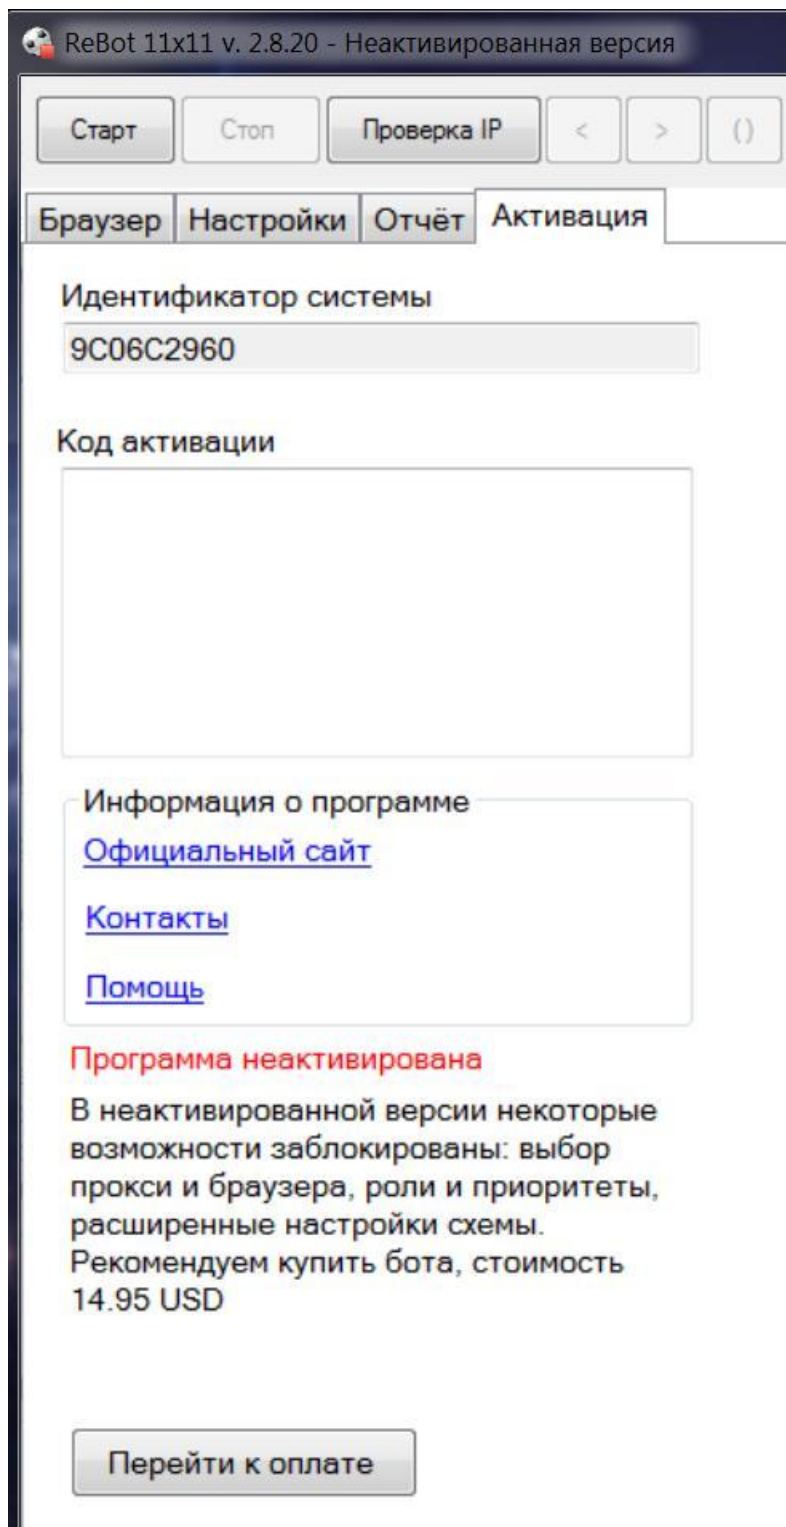 ReBot 11x11 v. 2.8.20 - Неактивированная версия
Старт Стоп Проверка IP < > ()
Браузер Настройки Отчёт Активация
Идентификатор системы
9C06C2960
Код активации
Информация о программе
Официальный сайт
Контакты
Помощь
Программа неактивирована
В неактивированной версии некоторые
возможности заблокированы: выбор
прокси и браузера, роли и приоритеты,
расширенные настройки схемы.
Рекомендуем купить бота, стоимость
14.95 USD
Перейти к оплате